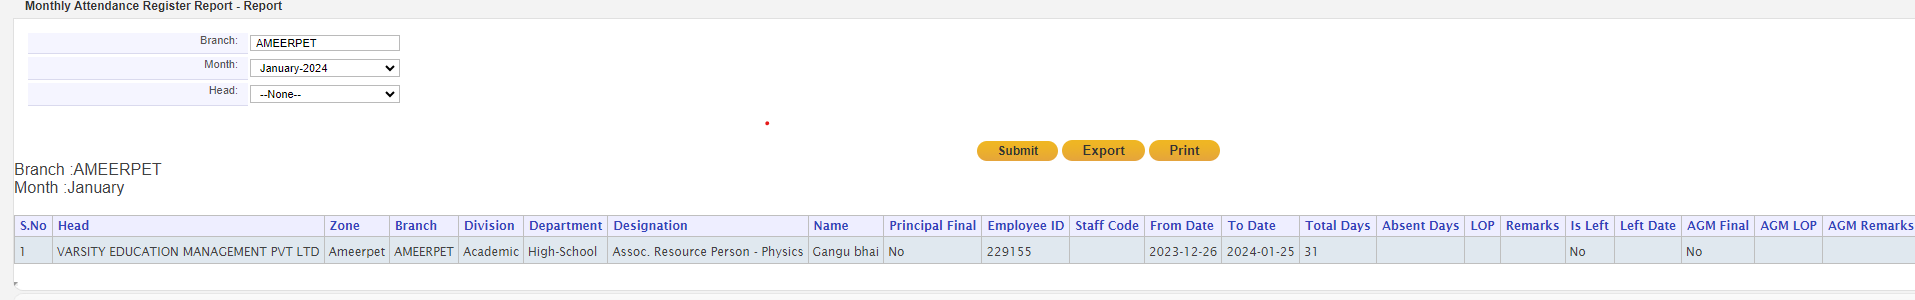 Monthly Attendance Register Report - Report
Branch: AMEERPET
Month: January-2024
Head: --None--
Submit Export Print
Branch :AMEERPET
Month :January
S.No Head Zone Branch Division Department Designation Name Principal Final Employee ID Staff Code From Date To Date Total Days Absent Days LOP Remarks Is Left Left Date AGM Final AGM LOP AGM Remarks
1 VARSITY EDUCATION MANAGEMENT PVT LTD Ameerpet AMEERPET Academic High-School Assoc. Resource Person - Physics Gangu bhai No 229155 2023-12-26 2024-01-25 31 No No